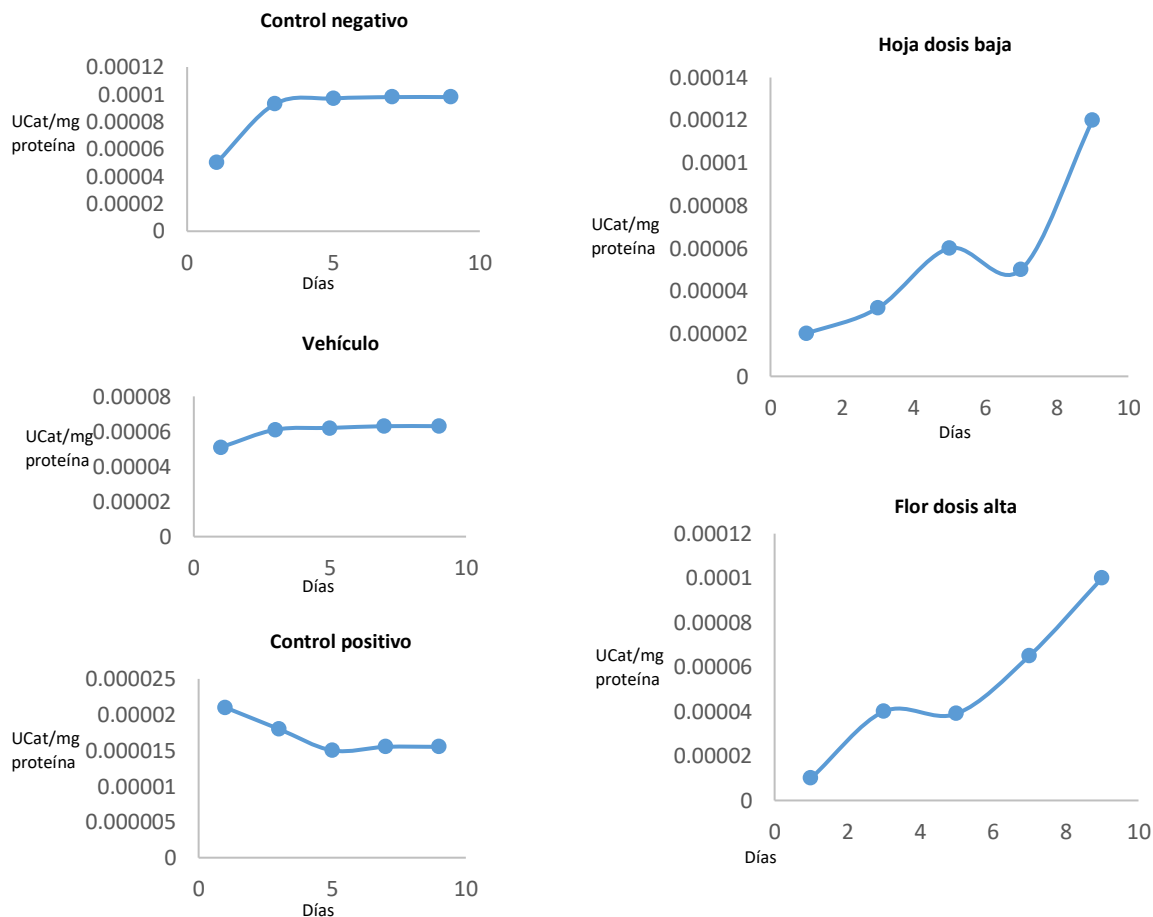 Control negativo
0.00012
0.0001
0.00008
0.00006
0.00004
0.00002
0
UCat/mg
proteína
0 5 10
Días
Vehículo
0.00008
0.00006
0.00004
0.00002
0
UCat/mg
proteína
0 5 10
Días
Control positivo
0.000025
0.00002
0.000015
0.00001
0.000005
0
UCat/mg
proteína
0 5 10
Días
Hoja dosis baja
0.00014
0.00012
0.0001
0.00008
0.00006
0.00004
0.00002
0
UCat/mg
proteína
0 2 4 6 8 10
Días
Flor dosis alta
0.00012
0.0001
0.00008
0.00006
0.00004
0.00002
0
UCat/mg
proteína
0 2 4 6 8 10
Días